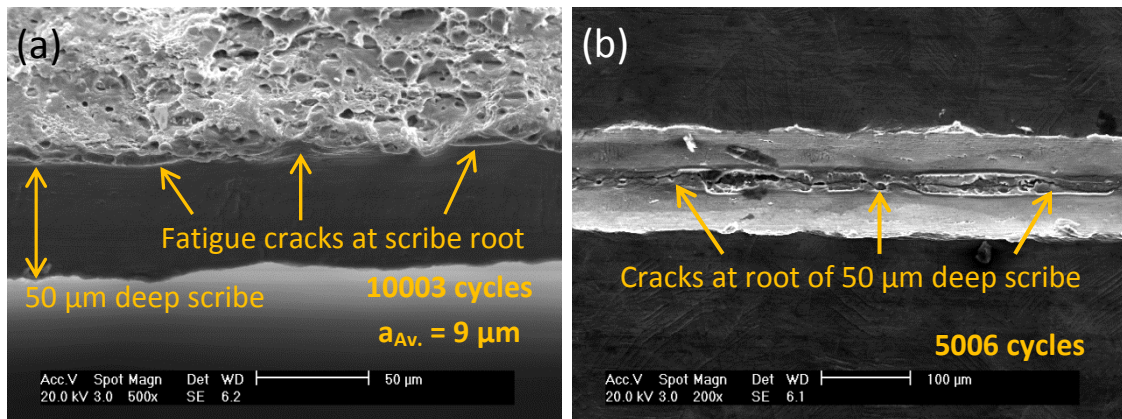 (a)
Fatigue cracks at scribe root
50 µm deep scribe
10003 cycles
aAv. = 9 µm
Acc.V Spot Magn Det WD 50 µm
20.0 kV 3.0 500x SE 6.2
(b)
Cracks at root of 50 µm deep scribe
5006 cycles
Acc.V Spot Magn Det WD 100 µm
20.0 kV 3.0 200x SE 6.1